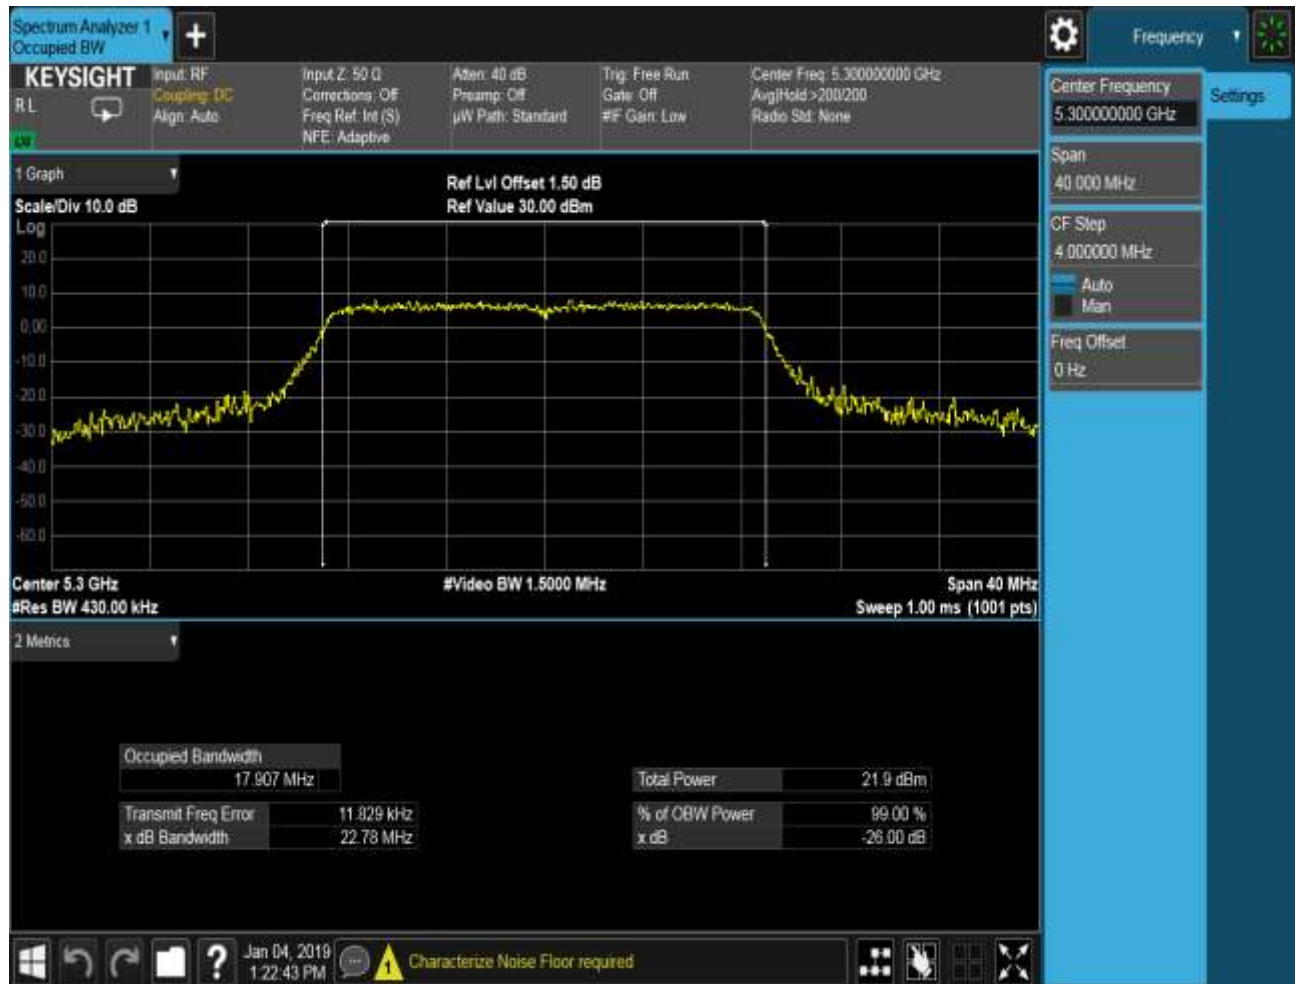 Spectrum Analyzer 1
Occupied BW
Frequency
KEYSIGHT
R L
Input: RF
Coupling: DC
Align: Auto
Input Z: 50 Ω
Corrections: Off
Freq Ref: Int (S)
NFE: Adaptive
Atten: 40 dB
Preamp: Off
µW Path: Standard
Trig: Free Run
Gate: Off
#IF Gain: Low
Center Freq: 5.300000000 GHz
Avg|Hold:>200/200
Radio Std: None
Center Frequency
5.300000000 GHz
Settings
Span
40.000 MHz
CF Step
4.000000 MHz
Auto
Man
Freq Offset
0 Hz
1 Graph
Scale/Div 10.0 dB
Ref Lvl Offset 1.50 dB
Ref Value 30.00 dBm
Log
20.0
10.0
0.00
-10.0
-20.0
-30.0
-40.0
-50.0
-60.0
Center 5.3 GHz
#Video BW 1.5000 MHz
Span 40 MHz
#Res BW 430.00 kHz
Sweep 1.00 ms (1001 pts)
2 Metrics
Occupied Bandwidth
17.907 MHz
Total Power 21.9 dBm
Transmit Freq Error 11.829 kHz
% of OBW Power 99.00 %
x dB Bandwidth 22.78 MHz
x dB -26.00 dB
Jan 04, 2019
1:22:43 PM
Characterize Noise Floor required